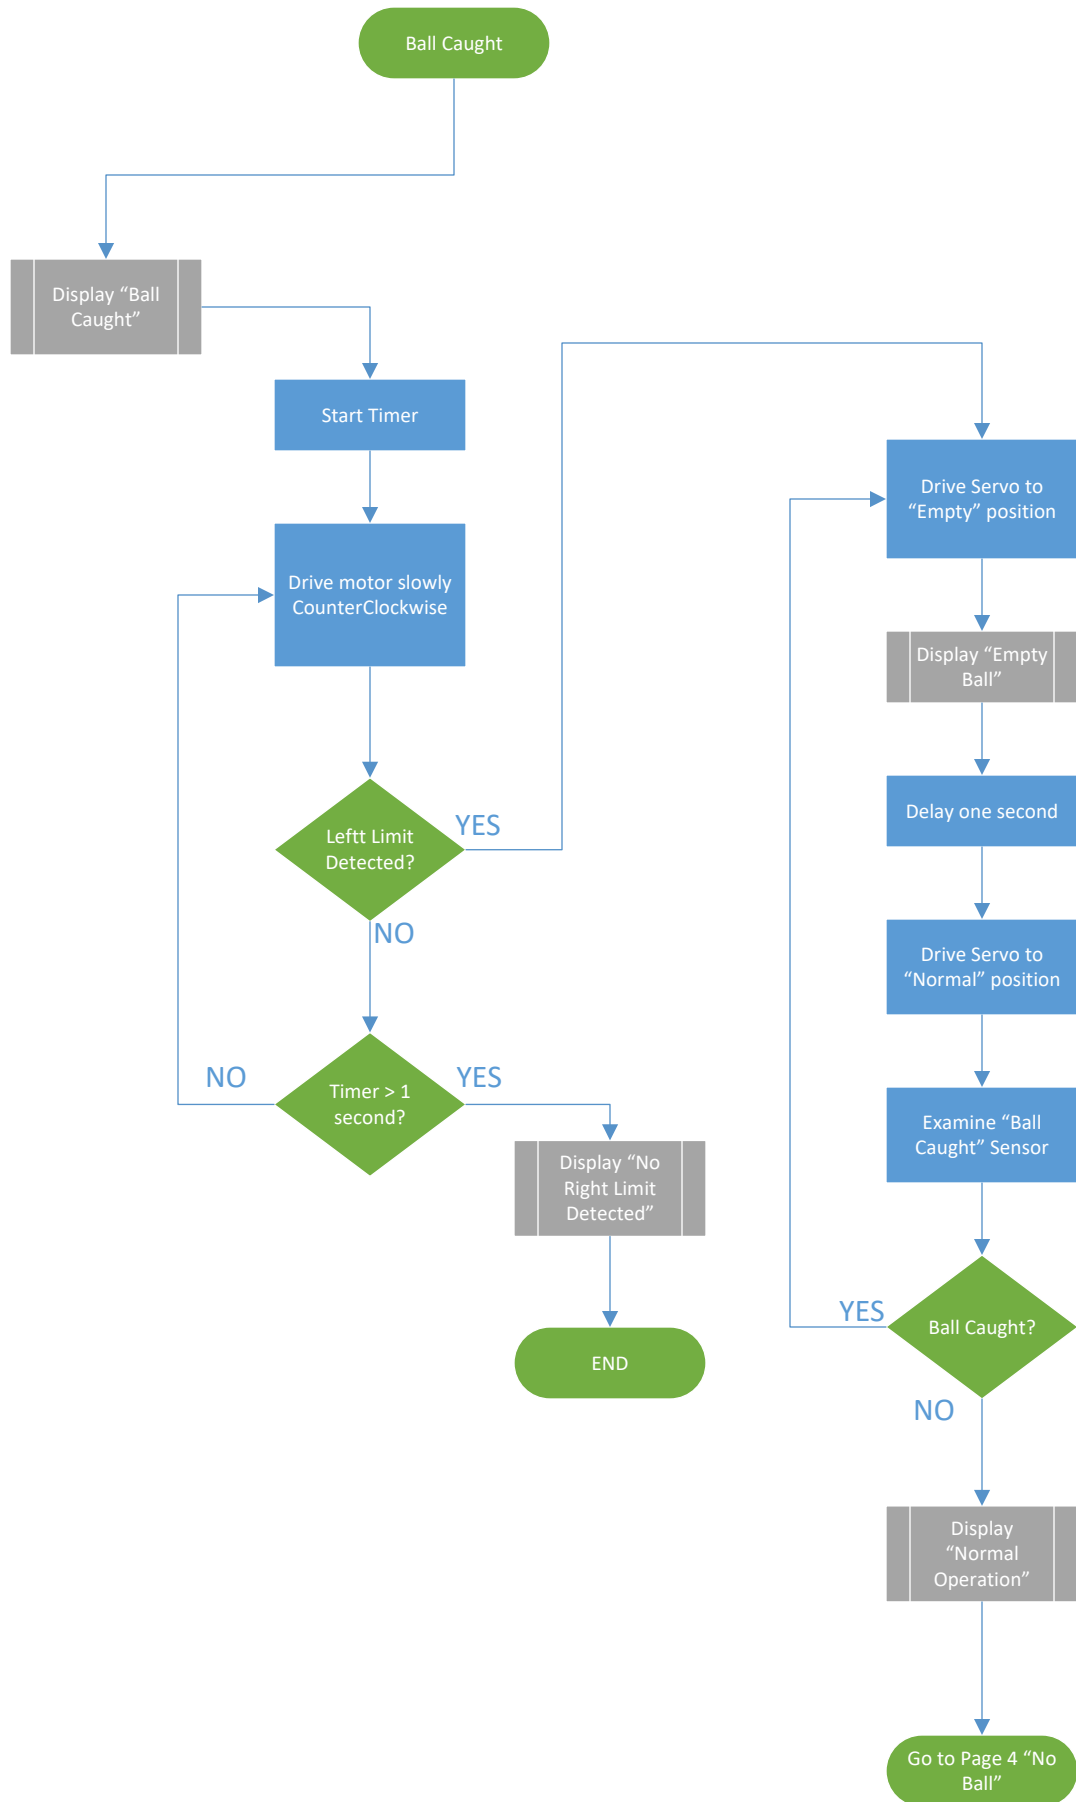 Ball Caught
Display “Ball
Caught”
Start Timer
Drive motor slowly
CounterClockwise
Leftt Limit
Detected?
YES
NO
Timer > 1
second?
NO
YES
Display “No
Right Limit
Detected”
END
Drive Servo to
“Empty” position
Display “Empty
Ball”
Delay one second
Drive Servo to
“Normal” position
Examine “Ball
Caught” Sensor
Ball Caught?
YES
NO
Display
“Normal
Operation”
Go to Page 4 “No
Ball”